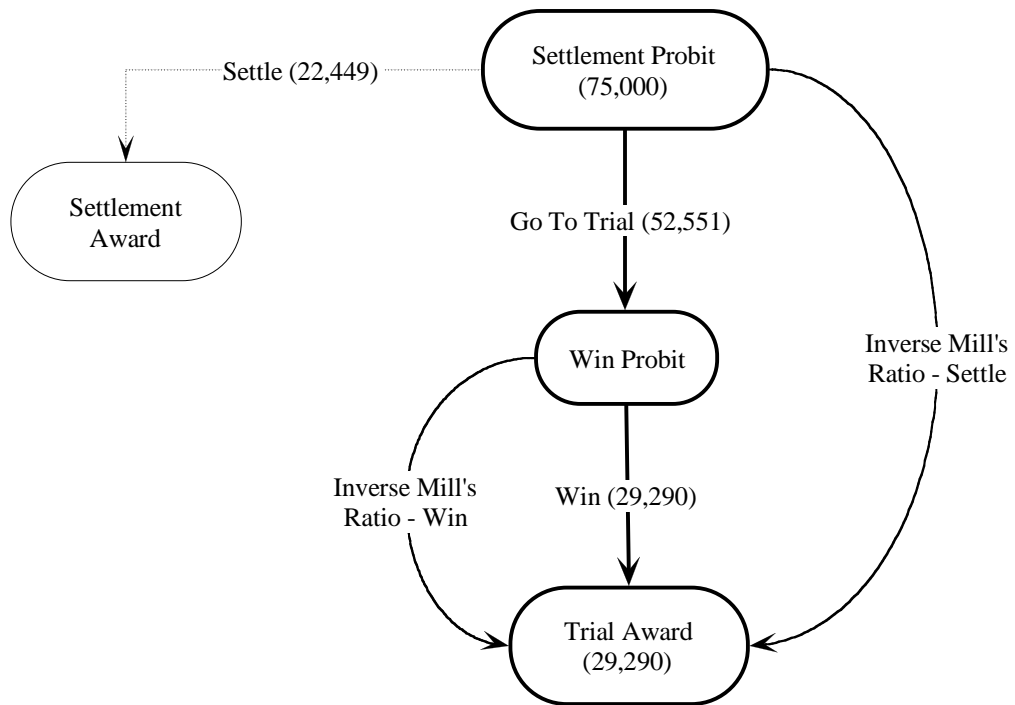 Settlement Probit
(75,000)
Settle (22,449)
Settlement
Award
Go To Trial (52,551)
Inverse Mill's
Ratio - Settle
Win Probit
Inverse Mill's
Ratio - Win
Win (29,290)
Trial Award
(29,290)